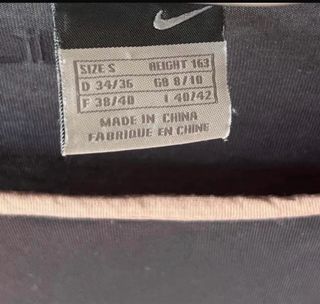 SIZE S HEIGHT 163
D 34/36 GB 8/10
F 38/40 I 40/42
MADE IN CHINA
FABRIQUE EN CHINE